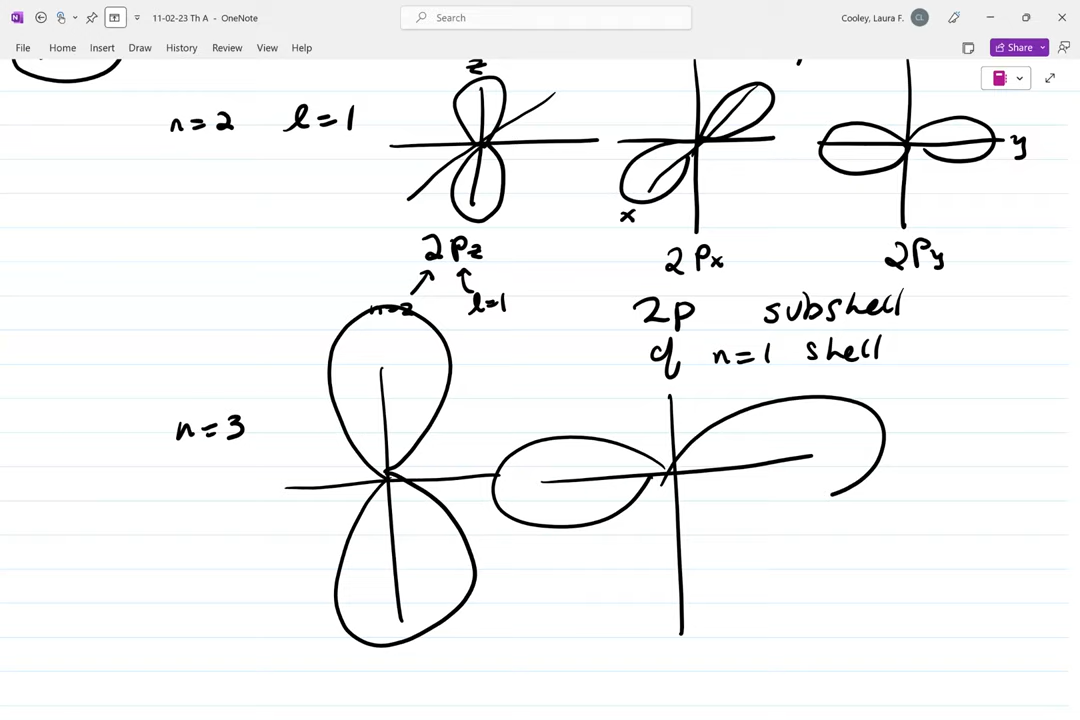 11-02-23 Th A - OneNote
Search
Cooley, Laura F.
CL
File Home Insert Draw History Review View Help
Share
z
n=2 l=1
y
x
2Pz 2Px 2Py
n=2 l=1
2p subshell
of n=1 shell
n=3